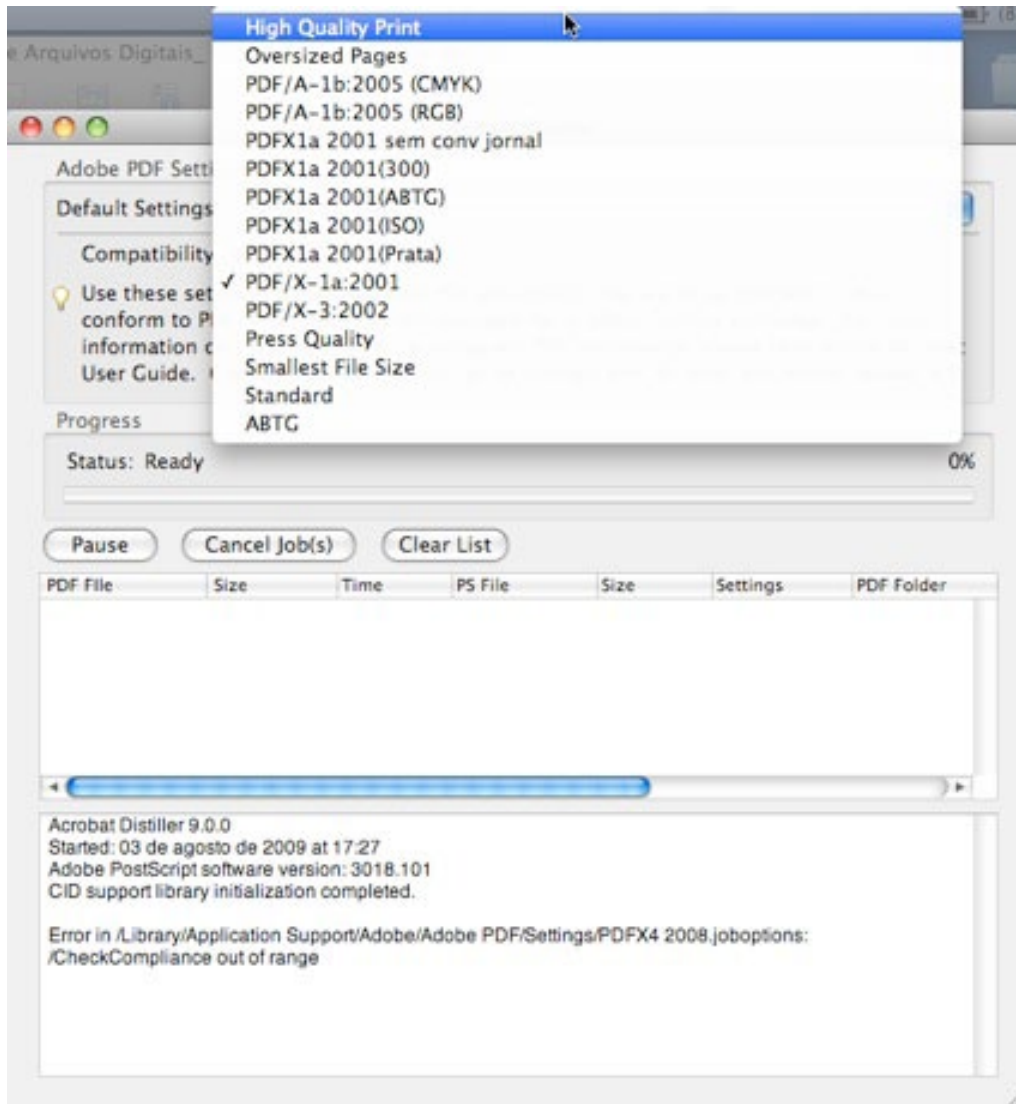 High Quality Print
Oversized Pages
PDF/A-1b:2005 (CMYK)
PDF/A-1b:2005 (RGB)
PDFX1a 2001 sem conv jornal
PDFX1a 2001(300)
PDFX1a 2001(ABTG)
PDFX1a 2001(ISO)
PDFX1a 2001(Prata)
✓ PDF/X-1a:2001
PDF/X-3:2002
Press Quality
Smallest File Size
Standard
ABTG
e Arquivos Digitais_
(8
Adobe PDF Setti
Default Settings
Compatibility
Use these set
conform to P
information c
User Guide.
Progress
Status: Ready 0%
Pause Cancel Job(s) Clear List
PDF FIle Size Time PS File Size Settings PDF Folder
Acrobat Distiller 9.0.0
Started: 03 de agosto de 2009 at 17:27
Adobe PostScript software version: 3018.101
CID support library initialization completed.
Error in /Library/Application Support/Adobe/Adobe PDF/Settings/PDFX4 2008.joboptions:
/CheckCompliance out of range